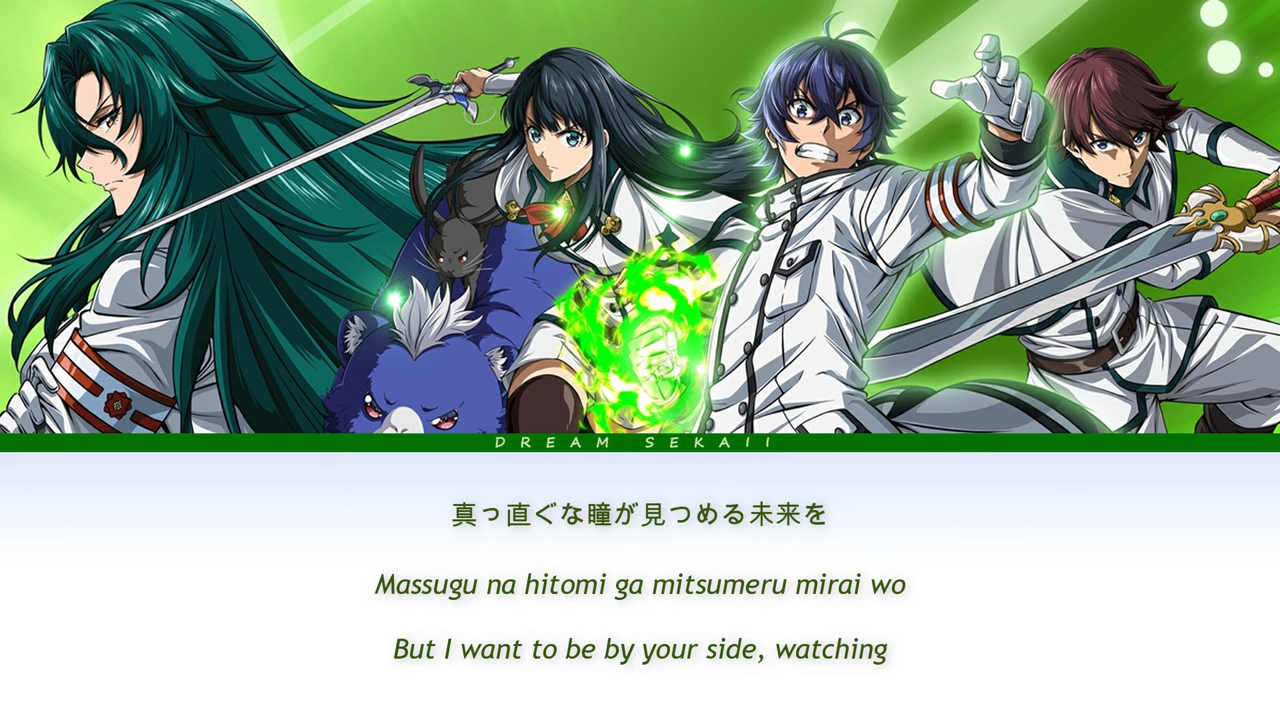 DREAM SEKAII
真っ直ぐな瞳が見つめる未来を
Massugu na hitomi ga mitsumeru mirai wo
But I want to be by your side, watching